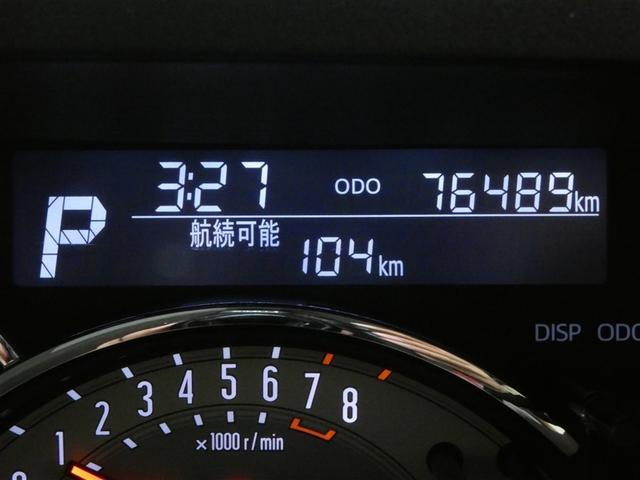 3:27 ODO 76489km
P
航続可能
104km
DISP ODO
1 2 3 4 5 6 7 8
×1000 r/min